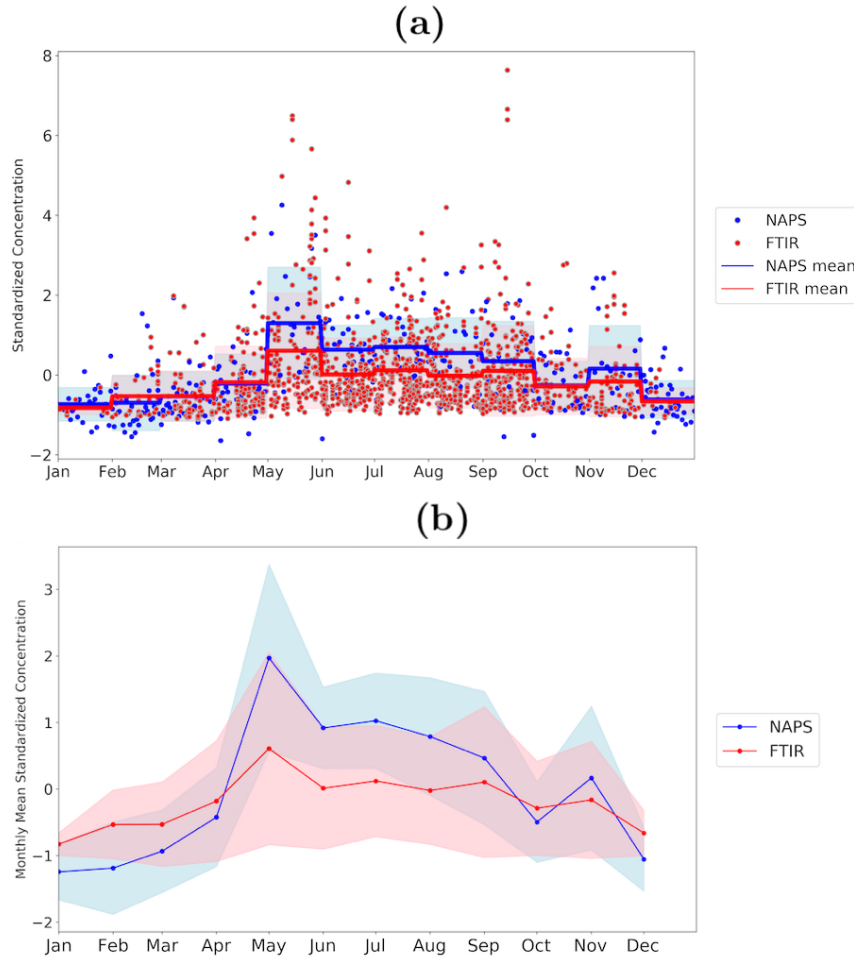 (a)
8
6
4
2
0
−2
Standardized Concentration
Jan Feb Mar Apr May Jun Jul Aug Sep Oct Nov Dec
NAPS
FTIR
NAPS mean
FTIR mean
(b)
3
2
1
0
−1
−2
Monthly Mean Standardized Concentration
Jan Feb Mar Apr May Jun Jul Aug Sep Oct Nov Dec
NAPS
FTIR